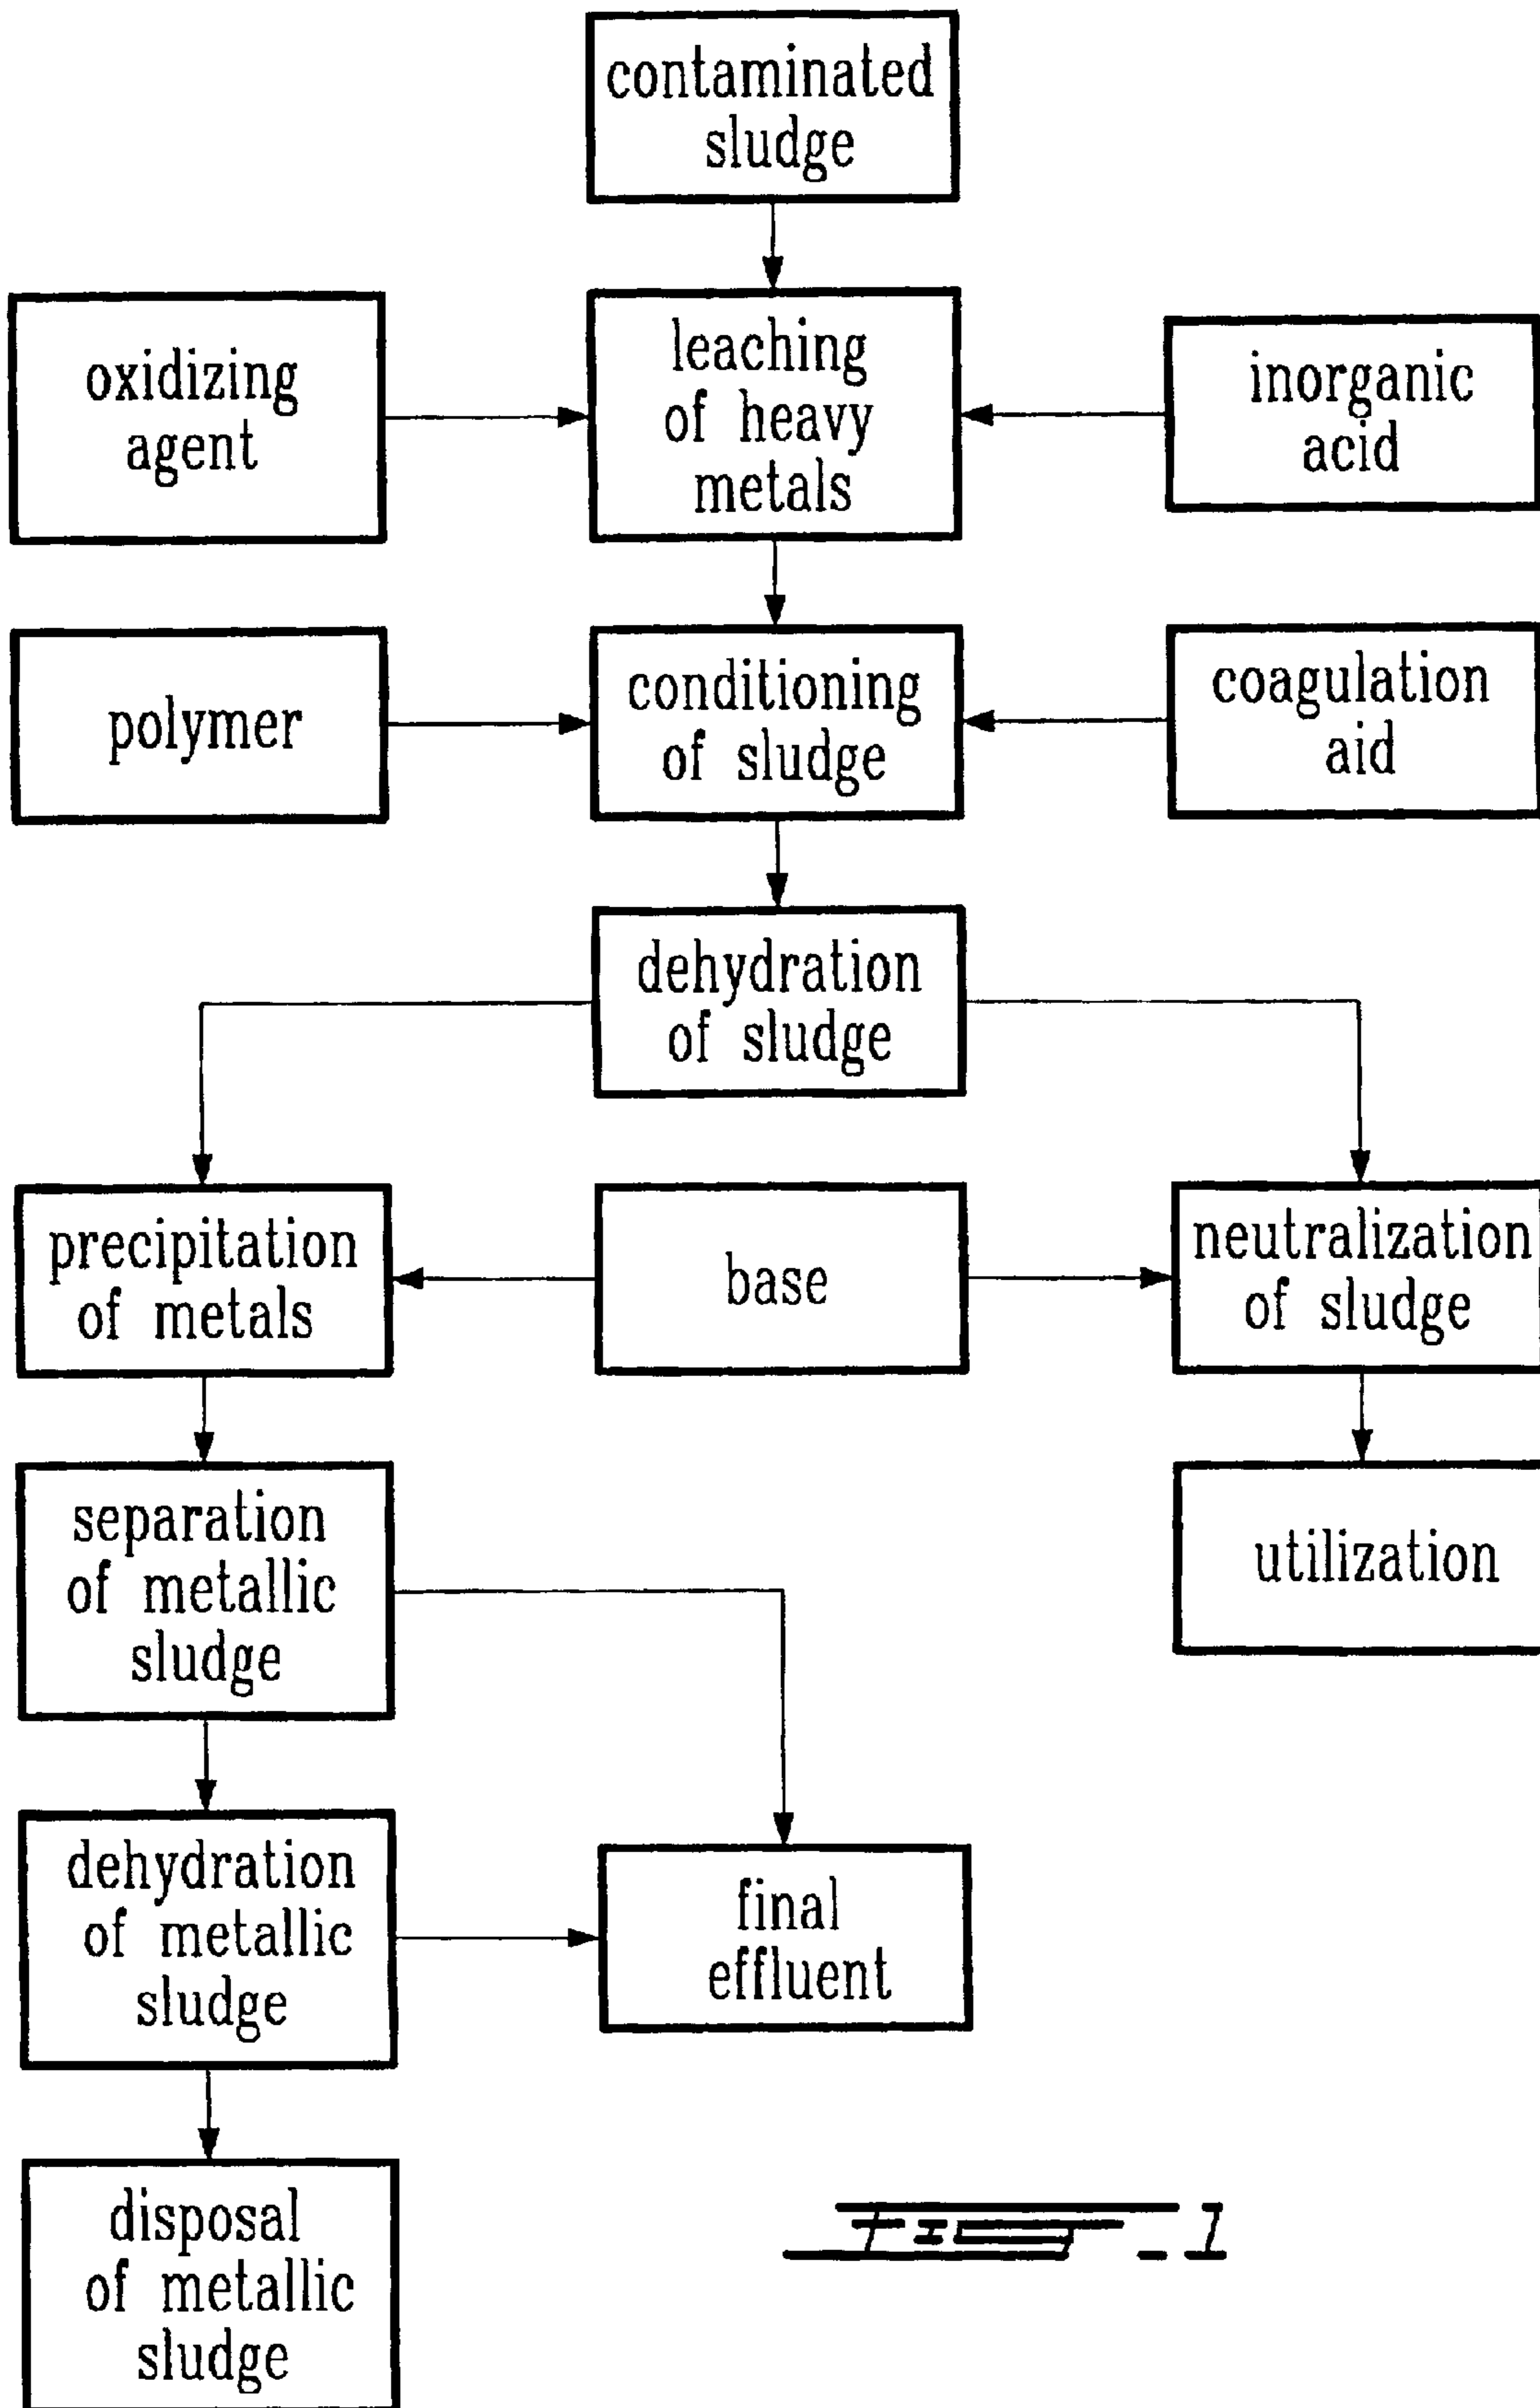 contaminated
sludge
oxidizing
agent
leaching
of heavy
metals
inorganic
acid
polymer
conditioning
of sludge
coagulation
aid
dehydration
of sludge
precipitation
of metals
base
neutralization
of sludge
separation
of metallic
sludge
utilization
dehydration
of metallic
sludge
final
effluent
disposal
of metallic
sludge
FIG-1